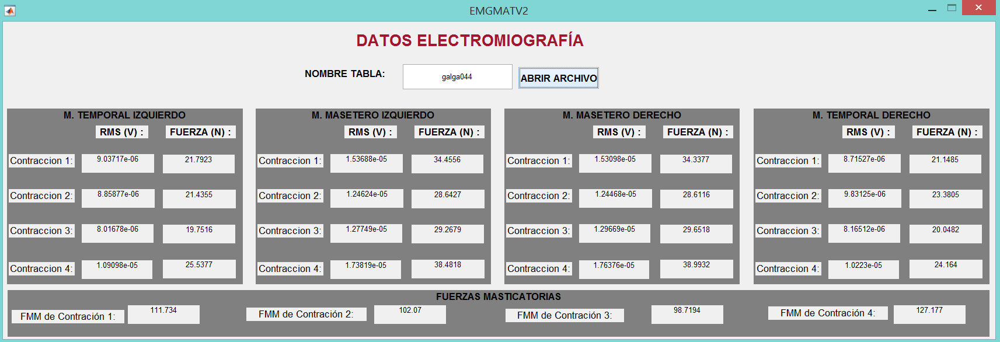 EMGMATV2
DATOS ELECTROMIOGRAFÍA
NOMBRE TABLA: galga044 ABRIR ARCHIVO
M. TEMPORAL IZQUIERDO
RMS (V) : FUERZA (N) :
Contraccion 1: 9.03717e-06 21.7923
Contraccion 2: 8.85877e-06 21.4355
Contraccion 3: 8.01678e-06 19.7516
Contraccion 4: 1.09098e-05 25.5377
M. MASETERO IZQUIERDO
RMS (V) : FUERZA (N) :
Contraccion 1: 1.53688e-05 34.4556
Contraccion 2: 1.24624e-05 28.6427
Contraccion 3: 1.27749e-05 29.2679
Contraccion 4: 1.73819e-05 38.4818
M. MASETERO DERECHO
RMS (V) : FUERZA (N) :
Contraccion 1: 1.53098e-05 34.3377
Contraccion 2: 1.24468e-05 28.6116
Contraccion 3: 1.29669e-05 29.6518
Contraccion 4: 1.76376e-05 38.9932
M. TEMPORAL DERECHO
RMS (V) : FUERZA (N) :
Contraccion 1: 8.71527e-06 21.1485
Contraccion 2: 9.83125e-06 23.3805
Contraccion 3: 8.16512e-06 20.0482
Contraccion 4: 1.0223e-05 24.164
FUERZAS MASTICATORIAS
FMM de Contración 1: 111.734 FMM de Contración 2: 102.07 FMM de Contración 3: 98.7194 FMM de Contración 4: 127.177